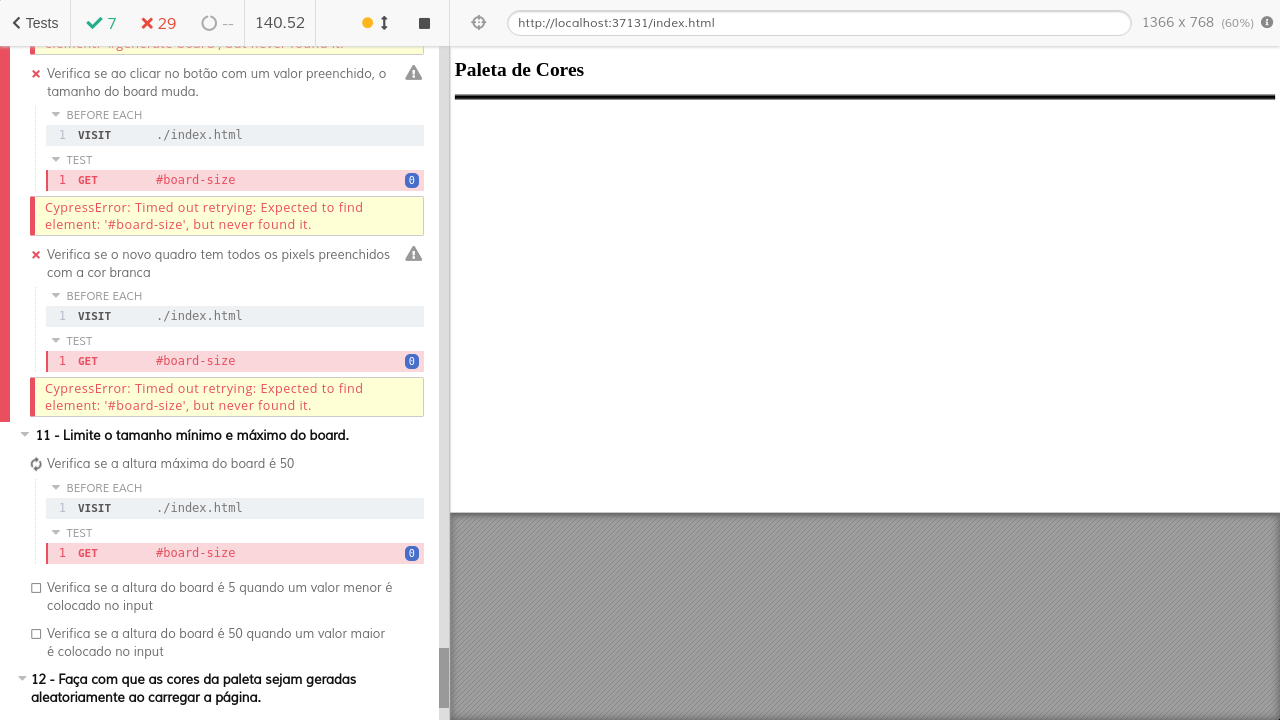 Tests
7
29
--
140.52
http://localhost:37131/index.html
1366 x 768 (60%)
element: '#generate-board', but never found it.
Verifica se ao clicar no botão com um valor preenchido, o
tamanho do board muda.
BEFORE EACH
1 VISIT ./index.html
TEST
1 GET #board-size 0
CypressError: Timed out retrying: Expected to find
element: '#board-size', but never found it.
Verifica se o novo quadro tem todos os pixels preenchidos
com a cor branca
BEFORE EACH
1 VISIT ./index.html
TEST
1 GET #board-size 0
CypressError: Timed out retrying: Expected to find
element: '#board-size', but never found it.
11 - Limite o tamanho mínimo e máximo do board.
Verifica se a altura máxima do board é 50
BEFORE EACH
1 VISIT ./index.html
TEST
1 GET #board-size 0
Verifica se a altura do board é 5 quando um valor menor é
colocado no input
Verifica se a altura do board é 50 quando um valor maior
é colocado no input
12 - Faça com que as cores da paleta sejam geradas
aleatoriamente ao carregar a página.
Paleta de Cores